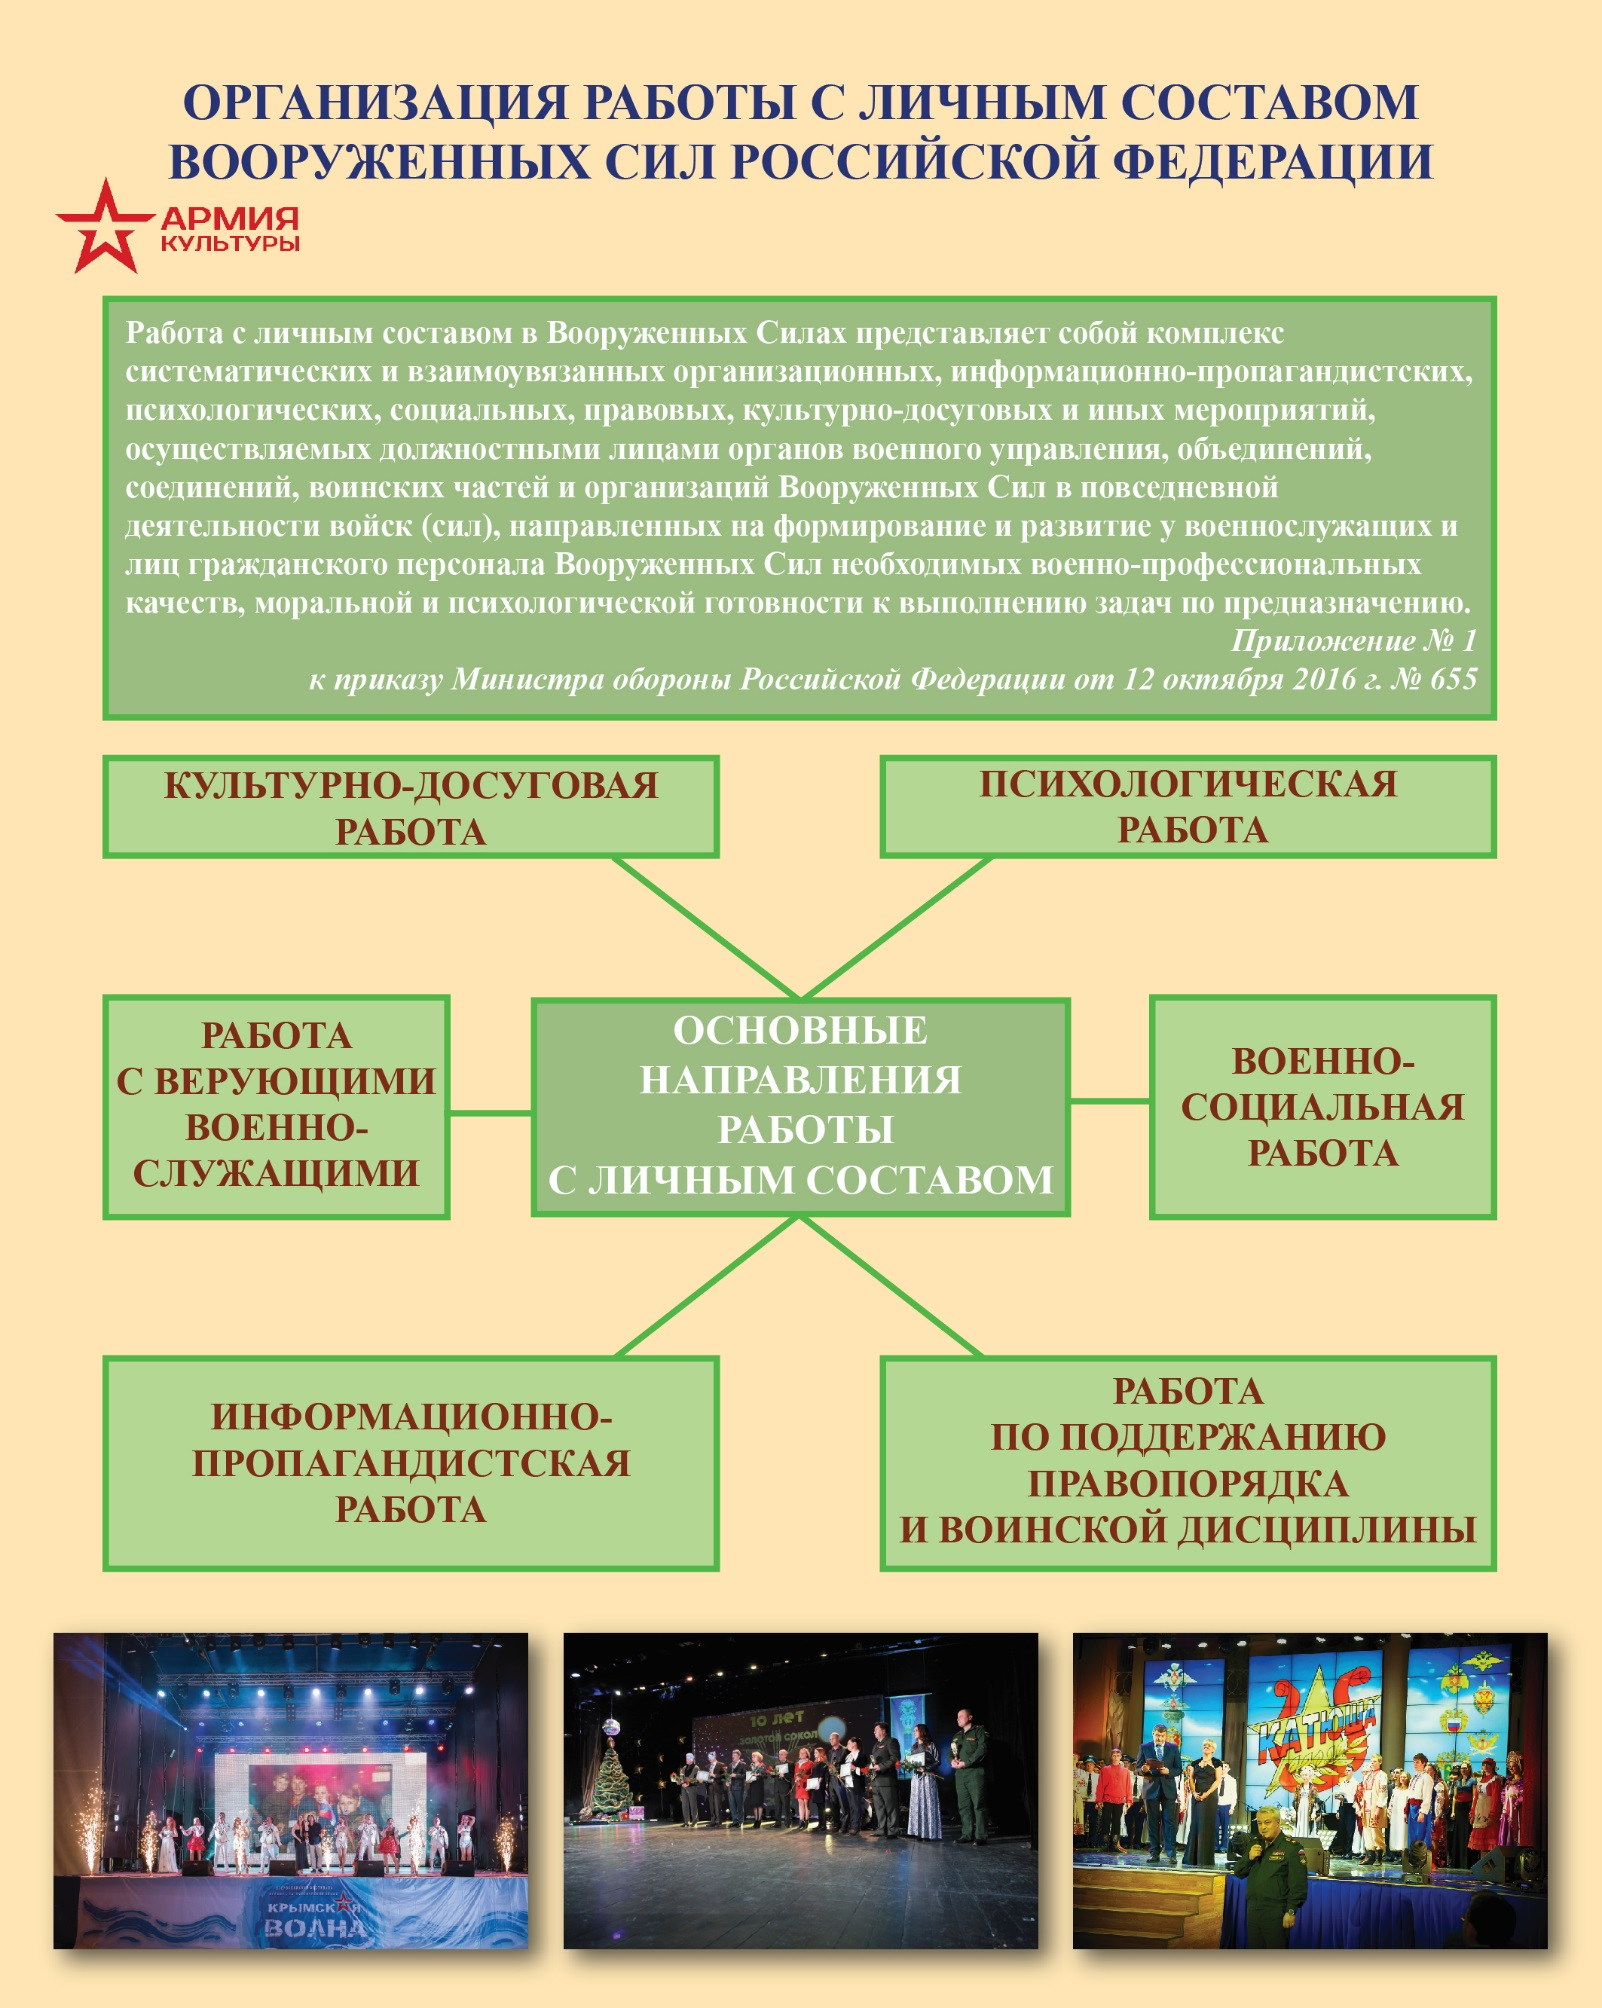 ОРГАНИЗАЦИЯ РАБОТЫ С ЛИЧНЫМ СОСТАВОМ
ВООРУЖЕННЫХ СИЛ РОССИЙСКОЙ ФЕДЕРАЦИИ
АРМИЯ
КУЛЬТУРЫ
Работа с личным составом в Вооруженных Силах представляет собой комплекс
систематических и взаимоувязанных организационных, информационно-пропагандистских,
психологических, социальных, правовых, культурно-досуговых и иных мероприятий,
осуществляемых должностными лицами органов военного управления, объединений,
соединений, воинских частей и организаций Вооруженных Сил в повседневной
деятельности войск (сил), направленных на формирование и развитие у военнослужащих и
лиц гражданского персонала Вооруженных Сил необходимых военно-профессиональных
качеств, моральной и психологической готовности к выполнению задач по предназначению.
Приложение № 1
к приказу Министра обороны Российской Федерации от 12 октября 2016 г. № 655
КУЛЬТУРНО-ДОСУГОВАЯ
РАБОТА
ПСИХОЛОГИЧЕСКАЯ
РАБОТА
РАБОТА
С ВЕРУЮЩИМИ
ВОЕННО-
СЛУЖАЩИМИ
ОСНОВНЫЕ
НАПРАВЛЕНИЯ
РАБОТЫ
С ЛИЧНЫМ СОСТАВОМ
ВОЕННО-
СОЦИАЛЬНАЯ
РАБОТА
ИНФОРМАЦИОННО-
ПРОПАГАНДИСТСКАЯ
РАБОТА
РАБОТА
ПО ПОДДЕРЖАНИЮ
ПРАВОПОРЯДКА
И ВОИНСКОЙ ДИСЦИПЛИНЫ
КРЫМСКАЯ
ВОЛНА
10 лет
золотой сокол
КАТЮША